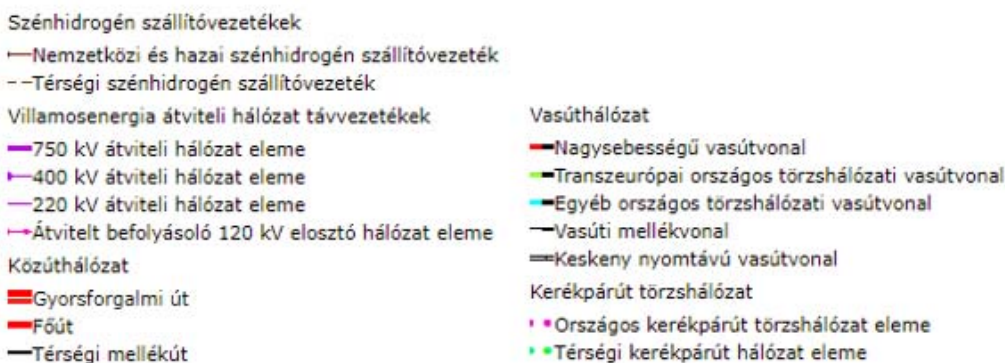 Szénhidrogén szállítóvezetékek
Nemzetközi és hazai szénhidrogén szállítóvezeték
Térségi szénhidrogén szállítóvezeték
Villamosenergia átviteli hálózat távvezetékek
750 kV átviteli hálózat eleme
400 kV átviteli hálózat eleme
220 kV átviteli hálózat eleme
Átvitelt befolyásoló 120 kV elosztó hálózat eleme
Közúthálózat
Gyorsforgalmi út
Főút
Térségi mellékút
Vasúthálózat
Nagysebességű vasútvonal
Transzeurópai országos törzshálózati vasútvonal
Egyéb országos törzshálózati vasútvonal
Vasúti mellékvonal
Keskeny nyomtávú vasútvonal
Kerékpárút törzshálózat
Országos kerékpárút törzshálózat eleme
Térségi kerékpárút hálózat eleme